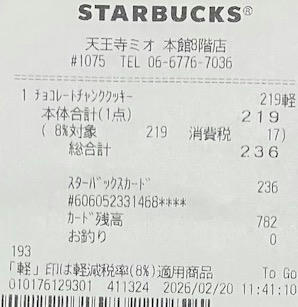 STARBUCKS®
天王寺ミオ 本館3階店
#1075 TEL 06-6776-7036
1 チョコレートチャンククッキー 219軽
本体合計(1点) 219
( 8%対象 219 消費税 17)
総合計 236
スターバックスカード 236
#606052331468****
カード残高 782
お釣り 0
193
「軽」印は軽減税率(8%)適用商品 To Go
010176129301 411324 2026/02/20 11:41:10